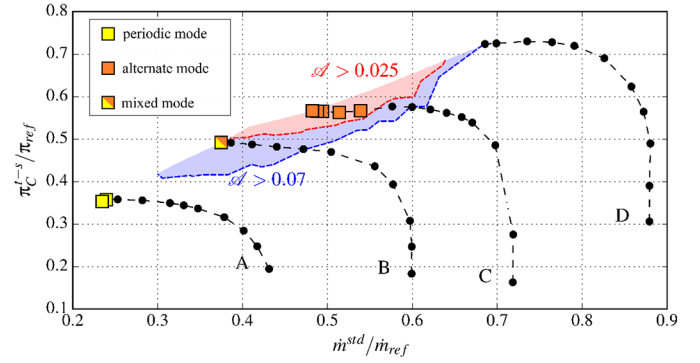 0.8
0.7
0.6
0.5
0.4
0.3
0.2
0.1
π_C^{t−s}/π_ref
periodic mode
alternate mode
mixed mode
𝒜 > 0.025
𝒜 > 0.07
A
B
C
D
0.2 0.3 0.4 0.5 0.6 0.7 0.8 0.9
ṁ^{std}/ṁ_ref